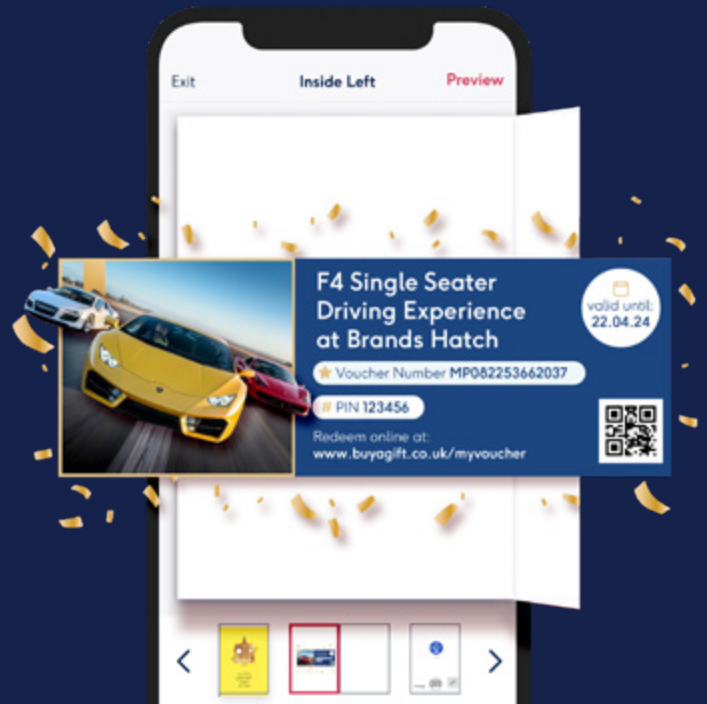 Exit
Inside Left
Preview
F4 Single Seater
Driving Experience
at Brands Hatch
valid until:
22.04.24
Voucher Number MP082253662037
# PIN 123456
Redeem online at:
www.buyagift.co.uk/myvoucher